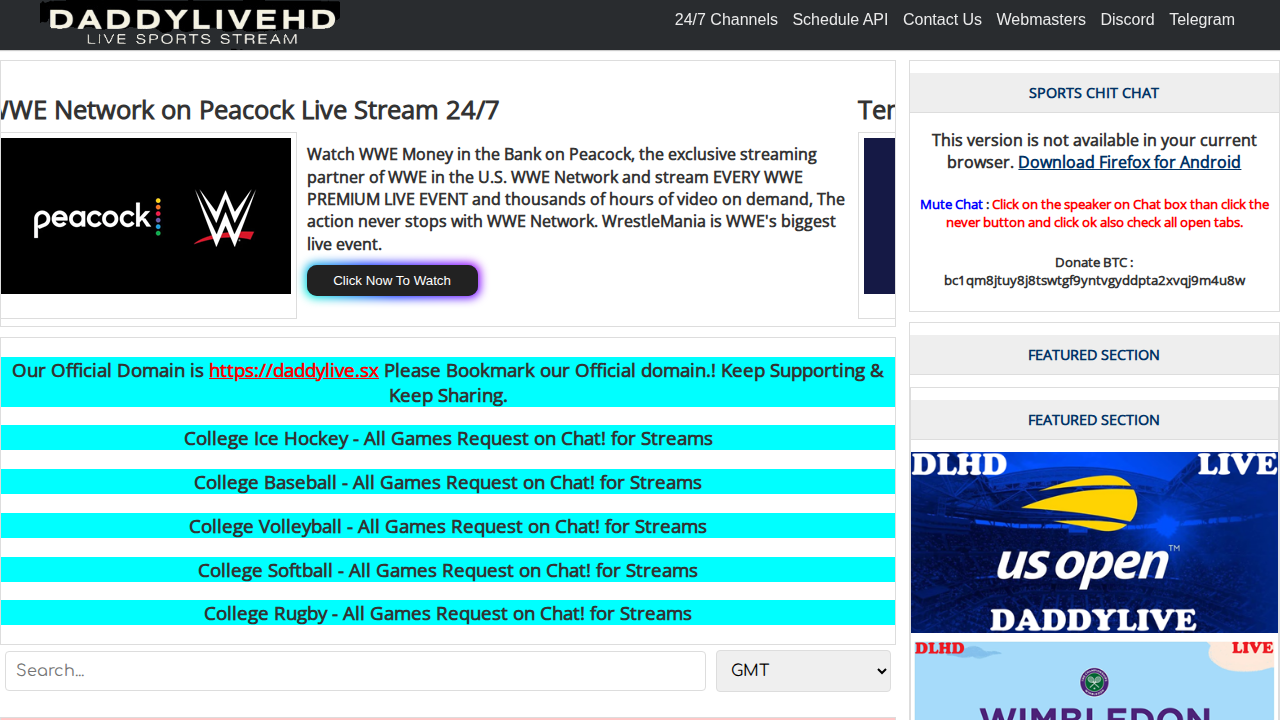 DADDYLIVEHD
LIVE SPORTS STREAM
24/7 Channels Schedule API Contact Us Webmasters Discord Telegram
WWE Network on Peacock Live Stream 24/7
peacock W
Watch WWE Money in the Bank on Peacock, the exclusive streaming
partner of WWE in the U.S. WWE Network and stream EVERY WWE
PREMIUM LIVE EVENT and thousands of hours of video on demand, The
action never stops with WWE Network. WrestleMania is WWE's biggest
live event.
Click Now To Watch
Our Official Domain is https://daddylive.sx Please Bookmark our Official domain.! Keep Supporting &
Keep Sharing.
College Ice Hockey - All Games Request on Chat! for Streams
College Baseball - All Games Request on Chat! for Streams
College Volleyball - All Games Request on Chat! for Streams
College Softball - All Games Request on Chat! for Streams
College Rugby - All Games Request on Chat! for Streams
Search...
GMT
SPORTS CHIT CHAT
This version is not available in your current
browser. Download Firefox for Android
Mute Chat : Click on the speaker on Chat box than click the
never button and click ok also check all open tabs.
Donate BTC :
bc1qm8jtuy8j8tswtgf9yntvgyddpta2xvqj9m4u8w
FEATURED SECTION
FEATURED SECTION
DLHD LIVE
us open TM
DADDYLIVE
DLHD LIVE
WIMBLEDON